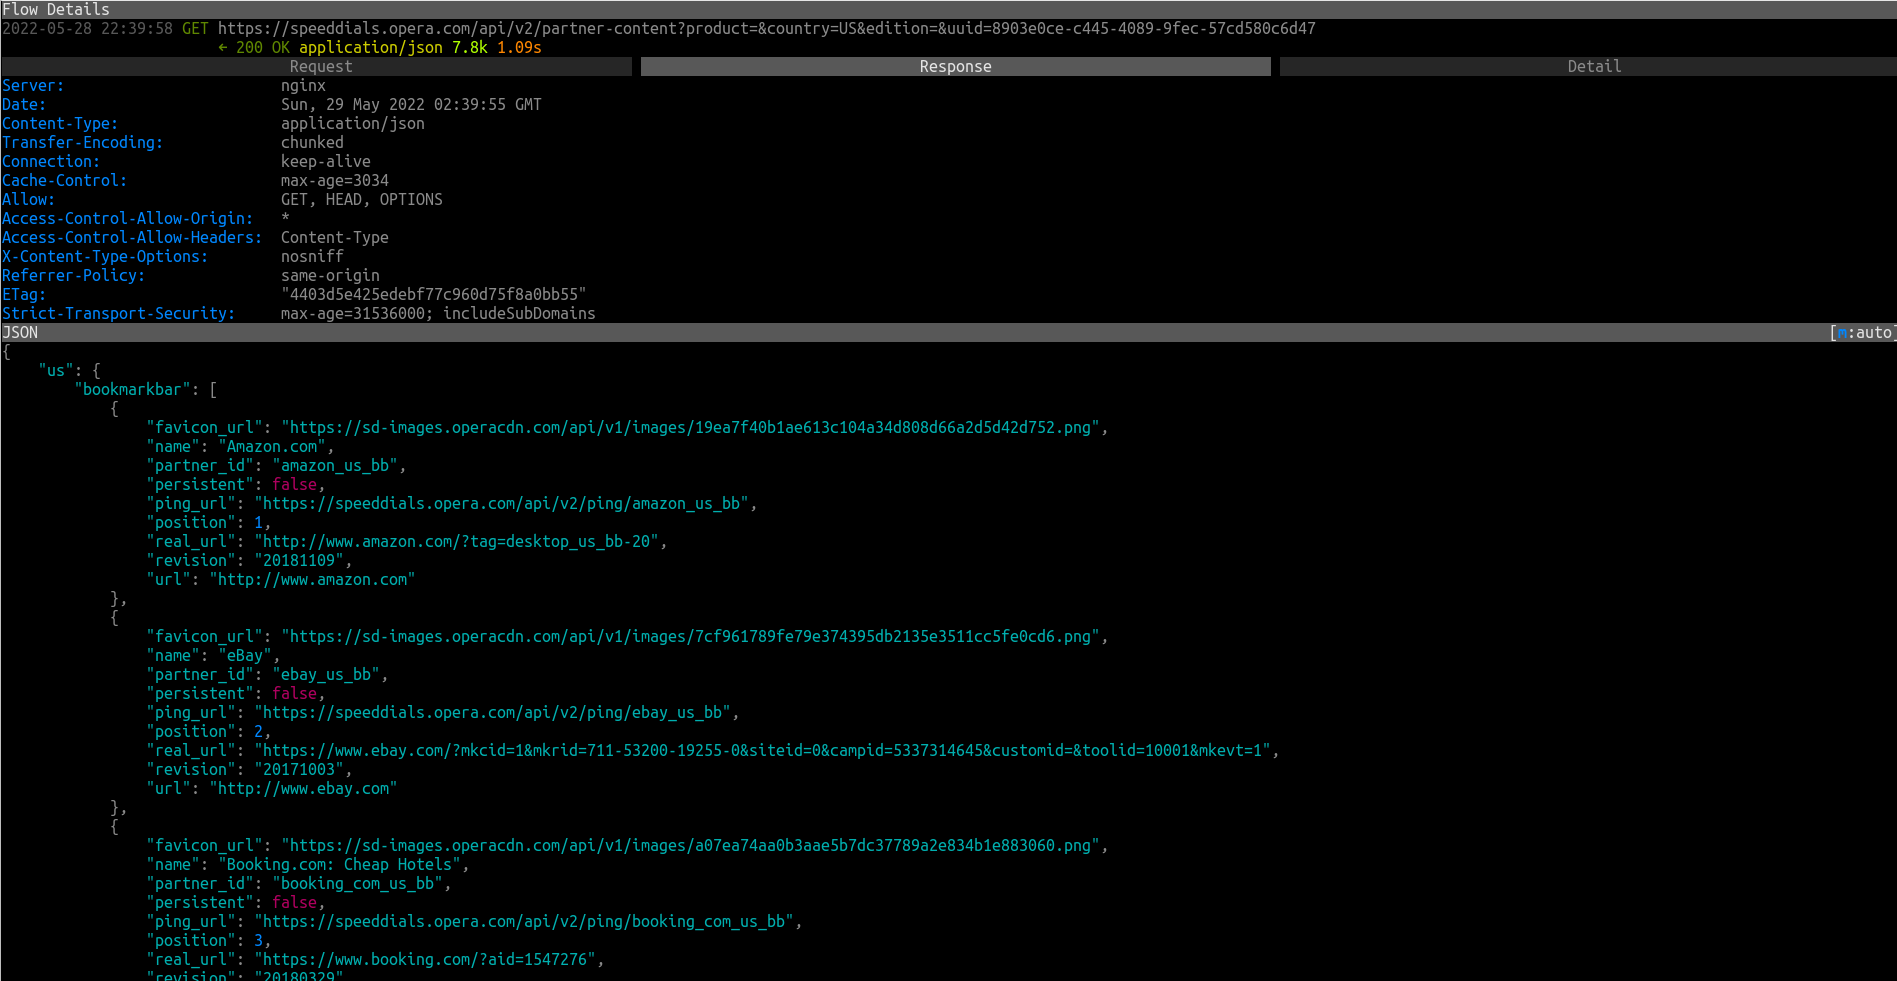 Flow Details
2022-05-28 22:39:58 GET https://speeddials.opera.com/api/v2/partner-content?product=&country=US&edition=&uuid=8903e0ce-c445-4089-9fec-57cd580c6d47
← 200 OK application/json 7.8k 1.09s
Request Response Detail
Server: nginx
Date: Sun, 29 May 2022 02:39:55 GMT
Content-Type: application/json
Transfer-Encoding: chunked
Connection: keep-alive
Cache-Control: max-age=3034
Allow: GET, HEAD, OPTIONS
Access-Control-Allow-Origin: *
Access-Control-Allow-Headers: Content-Type
X-Content-Type-Options: nosniff
Referrer-Policy: same-origin
ETag: "4403d5e425edebf77c960d75f8a0bb55"
Strict-Transport-Security: max-age=31536000; includeSubDomains
JSON [m:auto]
{
"us": {
"bookmarkbar": [
{
"favicon_url": "https://sd-images.operacdn.com/api/v1/images/19ea7f40b1ae613c104a34d808d66a2d5d42d752.png",
"name": "Amazon.com",
"partner_id": "amazon_us_bb",
"persistent": false,
"ping_url": "https://speeddials.opera.com/api/v2/ping/amazon_us_bb",
"position": 1,
"real_url": "http://www.amazon.com/?tag=desktop_us_bb-20",
"revision": "20181109",
"url": "http://www.amazon.com"
},
{
"favicon_url": "https://sd-images.operacdn.com/api/v1/images/7cf961789fe79e374395db2135e3511cc5fe0cd6.png",
"name": "eBay",
"partner_id": "ebay_us_bb",
"persistent": false,
"ping_url": "https://speeddials.opera.com/api/v2/ping/ebay_us_bb",
"position": 2,
"real_url": "https://www.ebay.com/?mkcid=1&mkrid=711-53200-19255-0&siteid=0&campid=5337314645&customid=&toolid=10001&mkevt=1",
"revision": "20171003",
"url": "http://www.ebay.com"
},
{
"favicon_url": "https://sd-images.operacdn.com/api/v1/images/a07ea74aa0b3aae5b7dc37789a2e834b1e883060.png",
"name": "Booking.com: Cheap Hotels",
"partner_id": "booking_com_us_bb",
"persistent": false,
"ping_url": "https://speeddials.opera.com/api/v2/ping/booking_com_us_bb",
"position": 3,
"real_url": "https://www.booking.com/?aid=1547276",
"revision": "20180329"